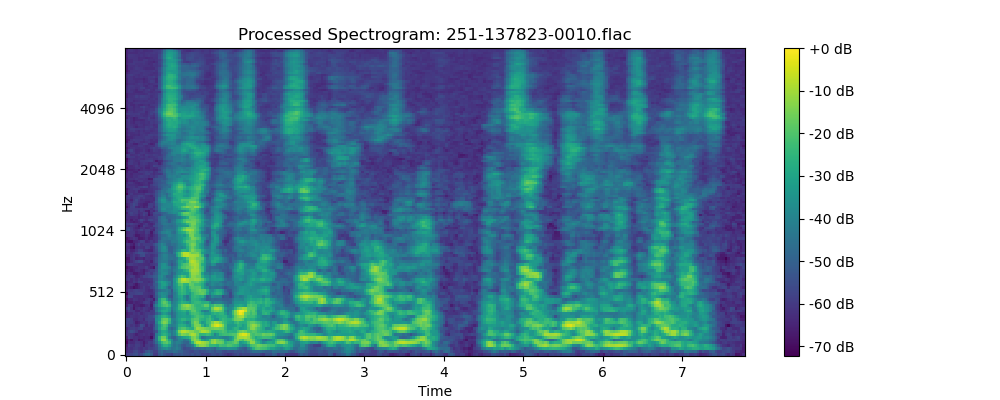 Processed Spectrogram: 251-137823-0010.flac
Hz
4096
2048
1024
512
0
0 1 2 3 4 5 6 7
Time
+0 dB
-10 dB
-20 dB
-30 dB
-40 dB
-50 dB
-60 dB
-70 dB